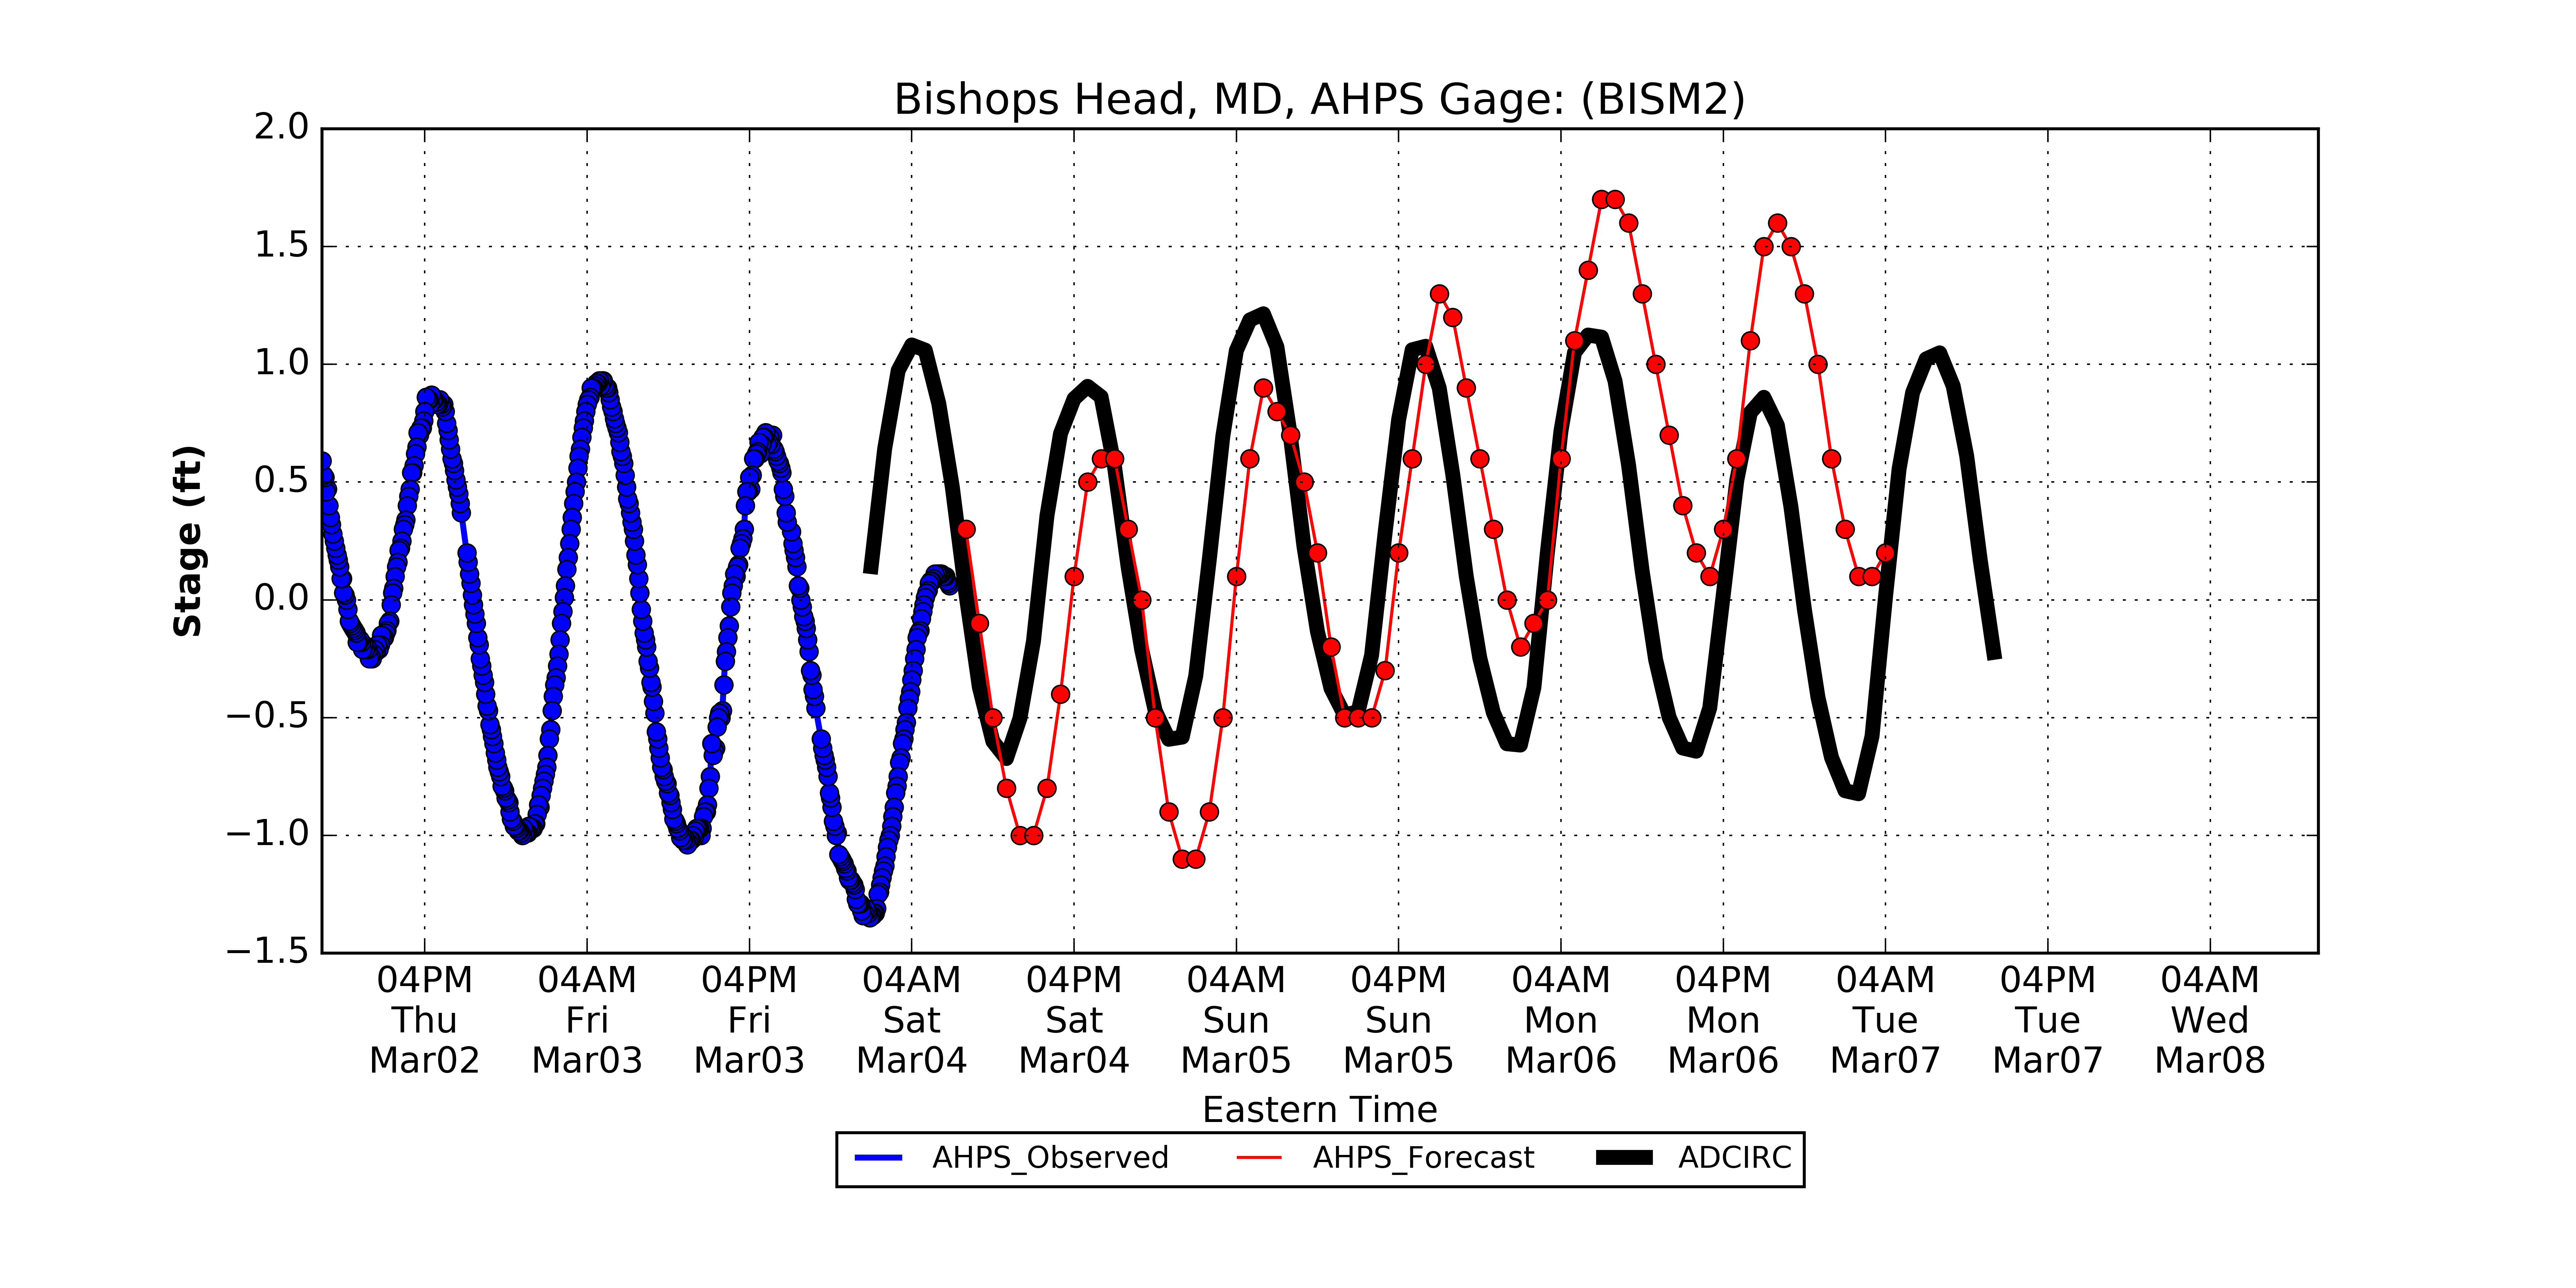 Bishops Head, MD, AHPS Gage: (BISM2)
2.0
1.5
1.0
0.5
0.0
−0.5
−1.0
−1.5
Stage (ft)
04PM 04AM 04PM 04AM 04PM 04AM 04PM 04AM 04PM 04AM 04PM 04AM
Thu Fri Fri Sat Sat Sun Sun Mon Mon Tue Tue Wed
Mar02 Mar03 Mar03 Mar04 Mar04 Mar05 Mar05 Mar06 Mar06 Mar07 Mar07 Mar08
Eastern Time
AHPS_Observed AHPS_Forecast ADCIRC